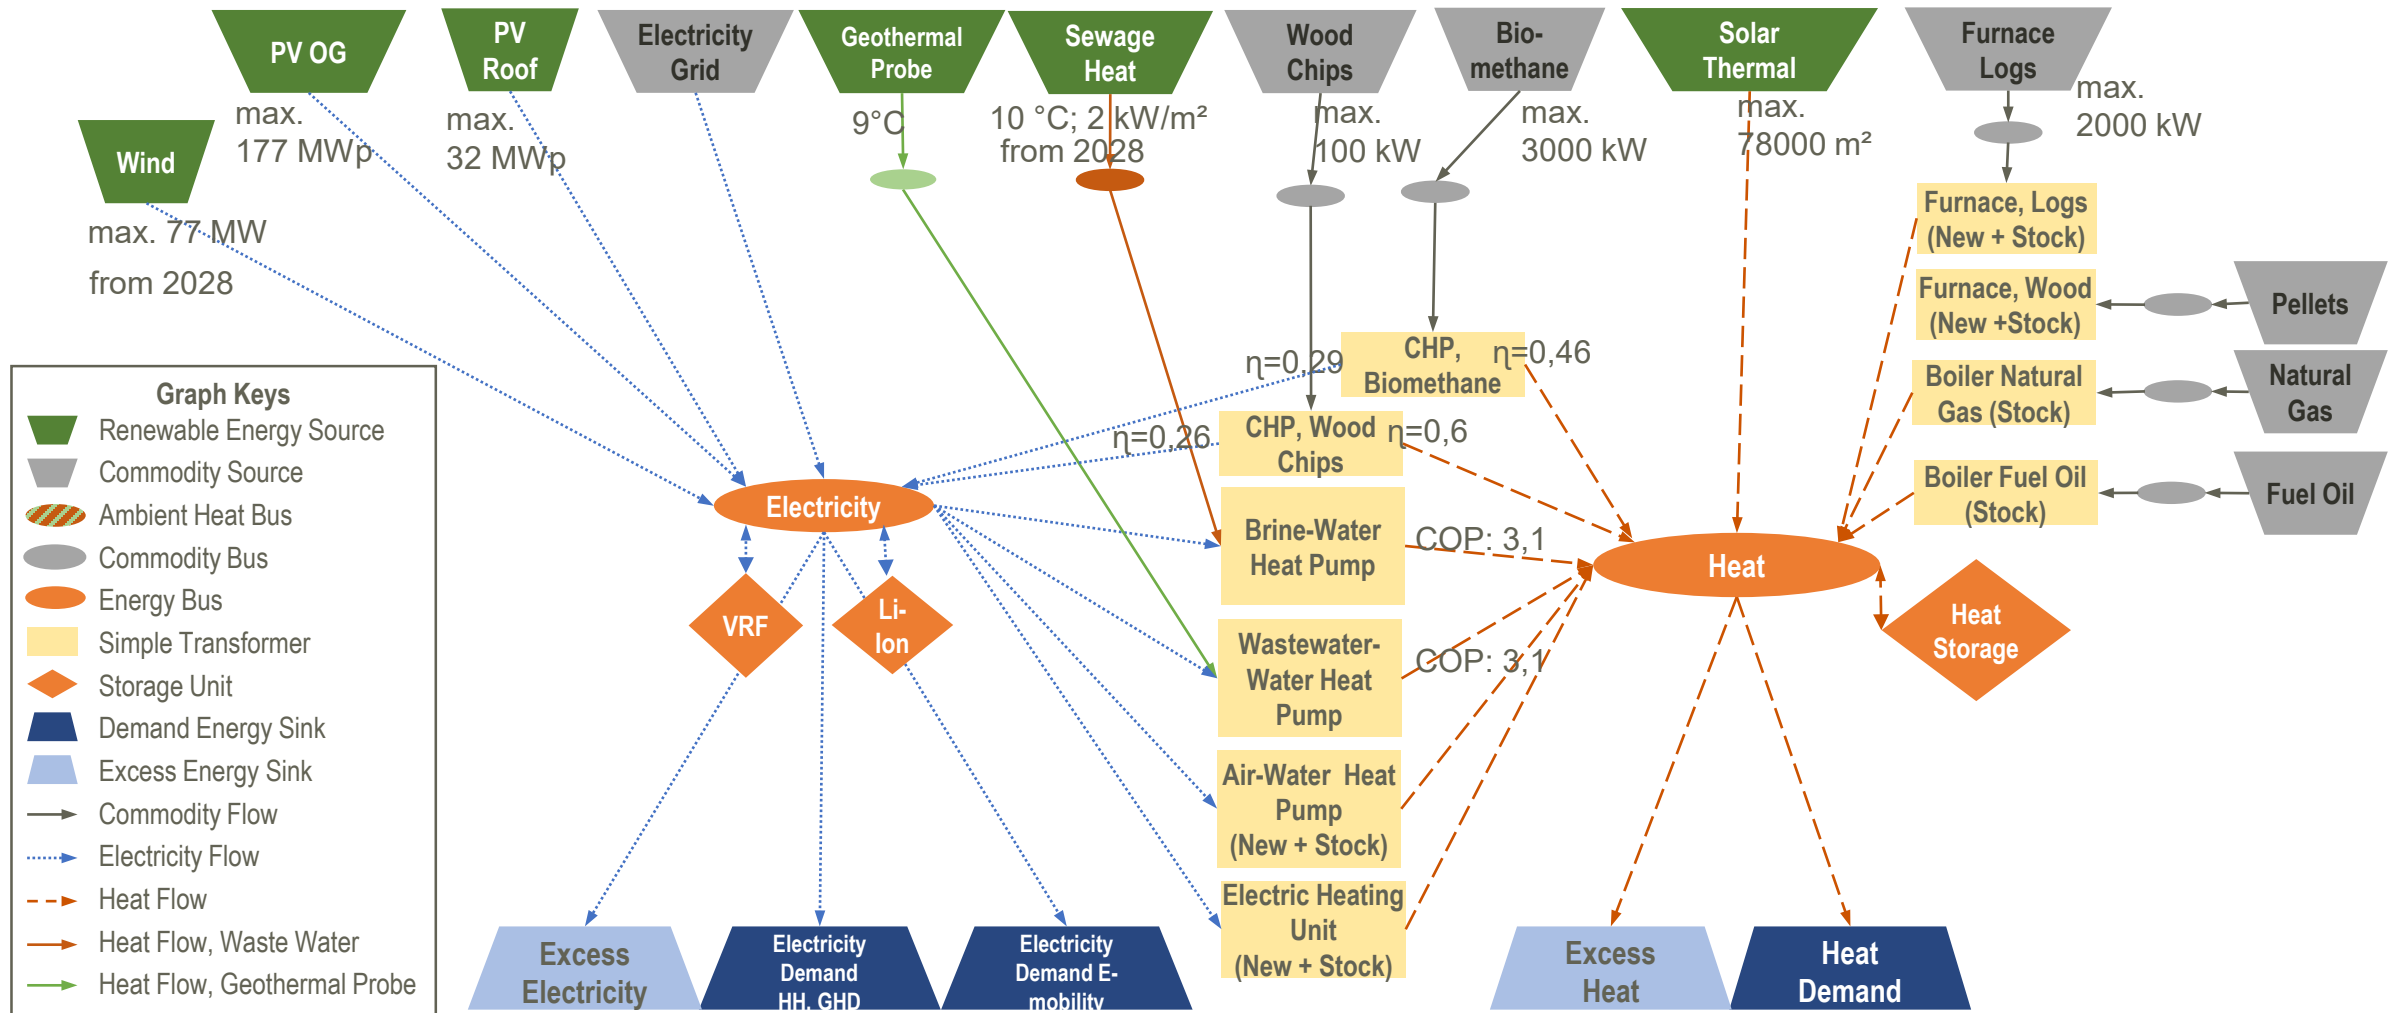 PV OG
PV
Roof
Electricity
Grid
Geothermal
Probe
Sewage
Heat
Wood
Chips
Bio-
methane
Solar
Thermal
Furnace
Logs
max.
177 MWp
max.
32 MWp
9°C
10 °C; 2 kW/m²
from 2028
max.
100 kW
max.
3000 kW
max.
78000 m²
max.
2000 kW
Wind
max. 77 MW
from 2028
Furnace, Logs
(New + Stock)
Furnace, Wood
(New +Stock)
Pellets
Boiler Natural
Gas (Stock)
Natural
Gas
Boiler Fuel Oil
(Stock)
Fuel Oil
η=0,29
CHP,
Biomethane
η=0,46
η=0,26
CHP, Wood
Chips
η=0,6
Electricity
Brine-Water
Heat Pump
COP: 3,1
Heat
VRF
Li-
Ion
Wastewater-
Water Heat
Pump
COP: 3,1
Heat
Storage
Air-Water Heat
Pump
(New + Stock)
Electric Heating
Unit
(New + Stock)
Excess
Electricity
Electricity
Demand
HH, GHD
Electricity
Demand E-
mobility
Excess
Heat
Heat
Demand
Graph Keys
Renewable Energy Source
Commodity Source
Ambient Heat Bus
Commodity Bus
Energy Bus
Simple Transformer
Storage Unit
Demand Energy Sink
Excess Energy Sink
Commodity Flow
Electricity Flow
Heat Flow
Heat Flow, Waste Water
Heat Flow, Geothermal Probe